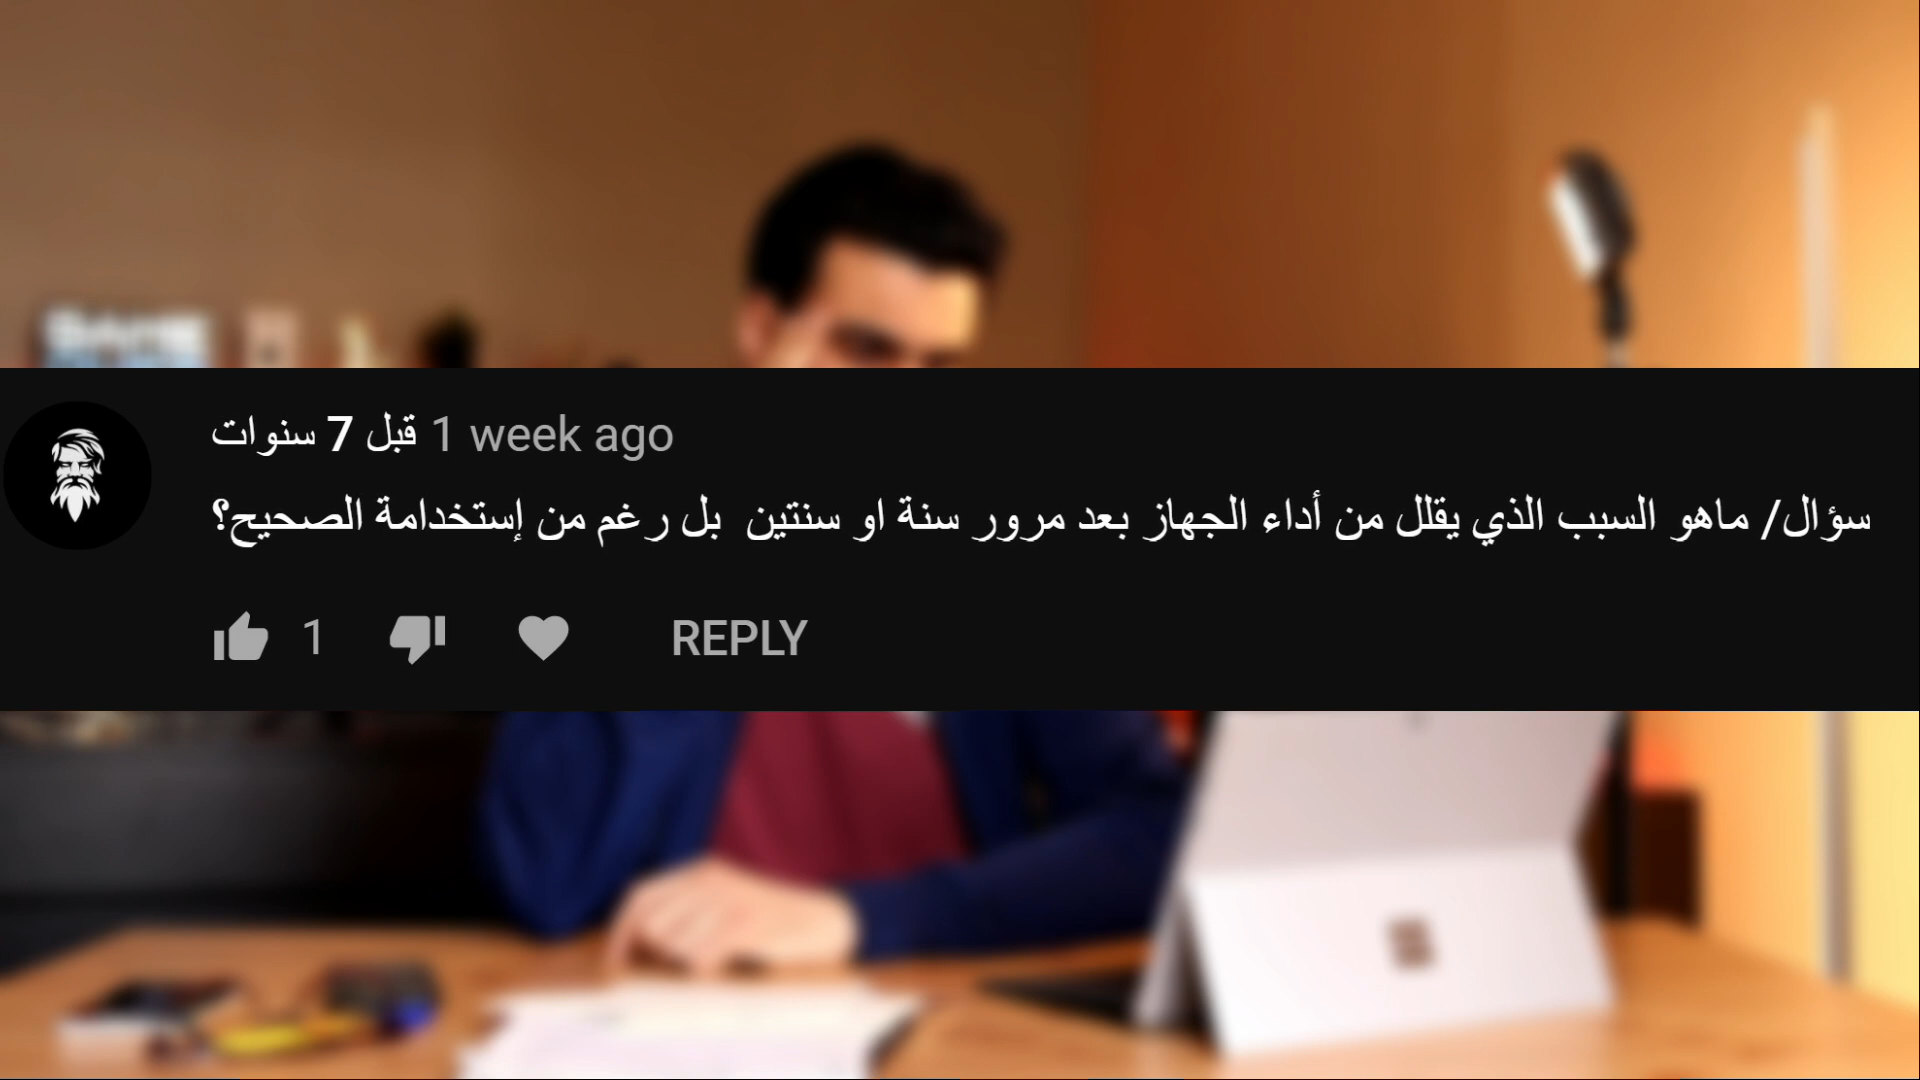 قبل 7 سنوات 1 week ago
سؤال/ ماهو السبب الذي يقلل من أداء الجهاز بعد مرور سنة او سنتين بل رغم من إستخدامة الصحيح؟
1 REPLY